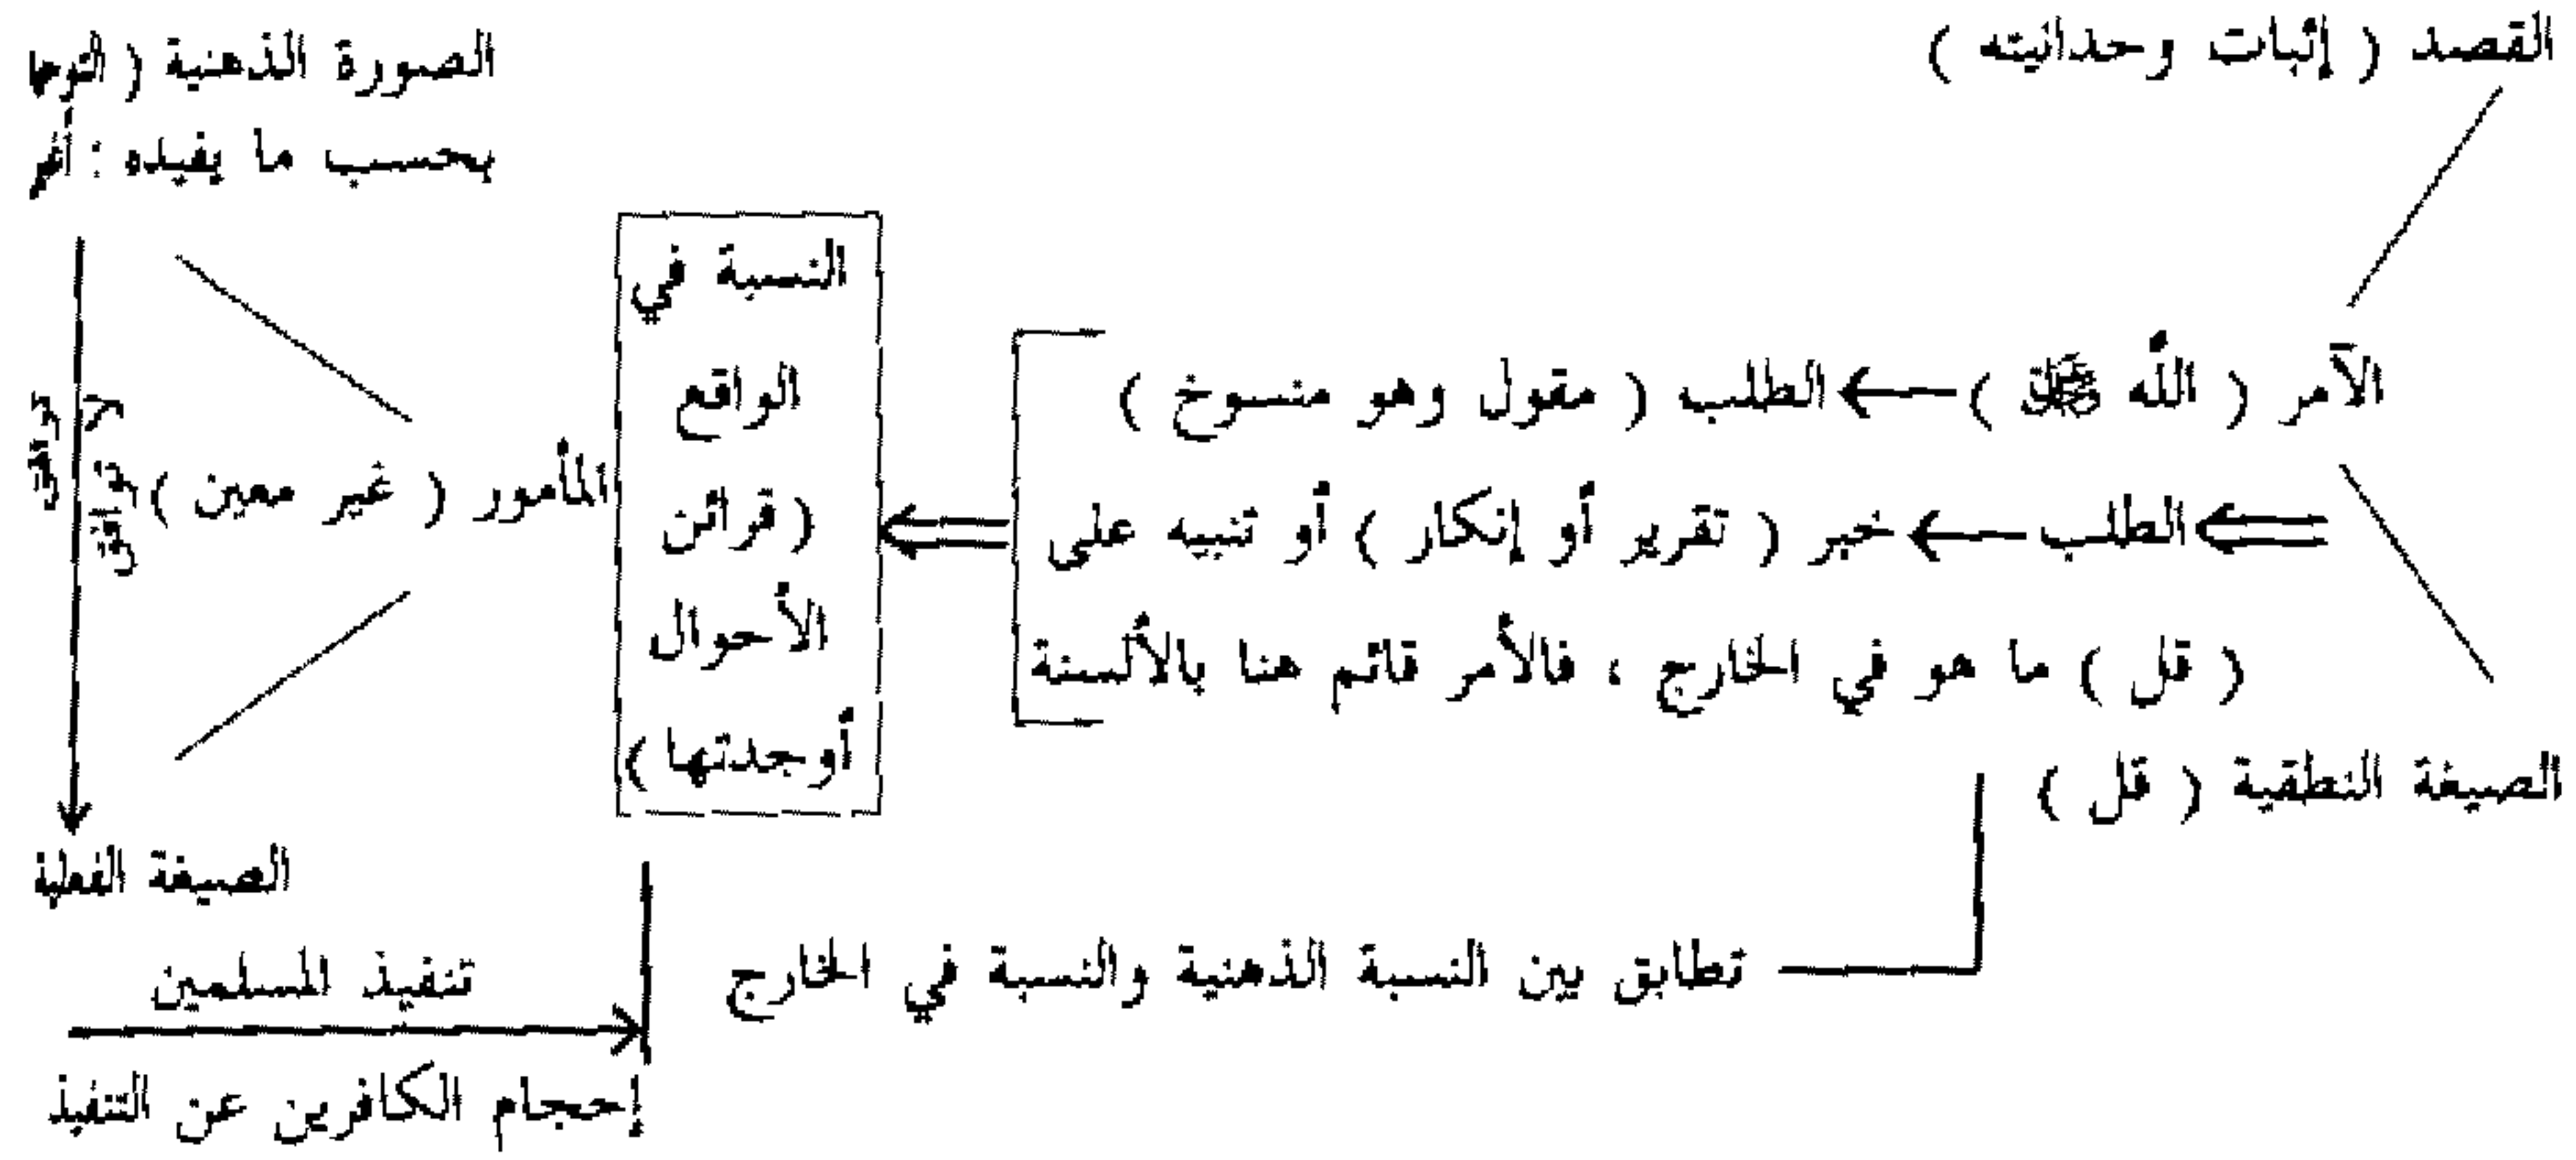 القصد ( إثبات وحدانيته )
الآمر ( الله ﷻ ) ← الطلب ( مقول وهو منسوخ )
⇐ الطلب ← خبر ( تقرير أو إنكار ) أو تنبيه على
( قل ) ما هو في الخارج ، فالأمر قائم هنا بالألسنة
الصيغة النطقية ( قل )
تطابق بين النسبة الذهنية والنسبة في الخارج
النسبة في
الواقع
( قرائن
الأحوال
أوجدتها )
الصورة الذهنية (
بحسب ما يفيده :
المأمور ( غير معين )
الصيغة الفعلية
تنفيذ المسلمين
إحجام الكافرين عن التنفيذ